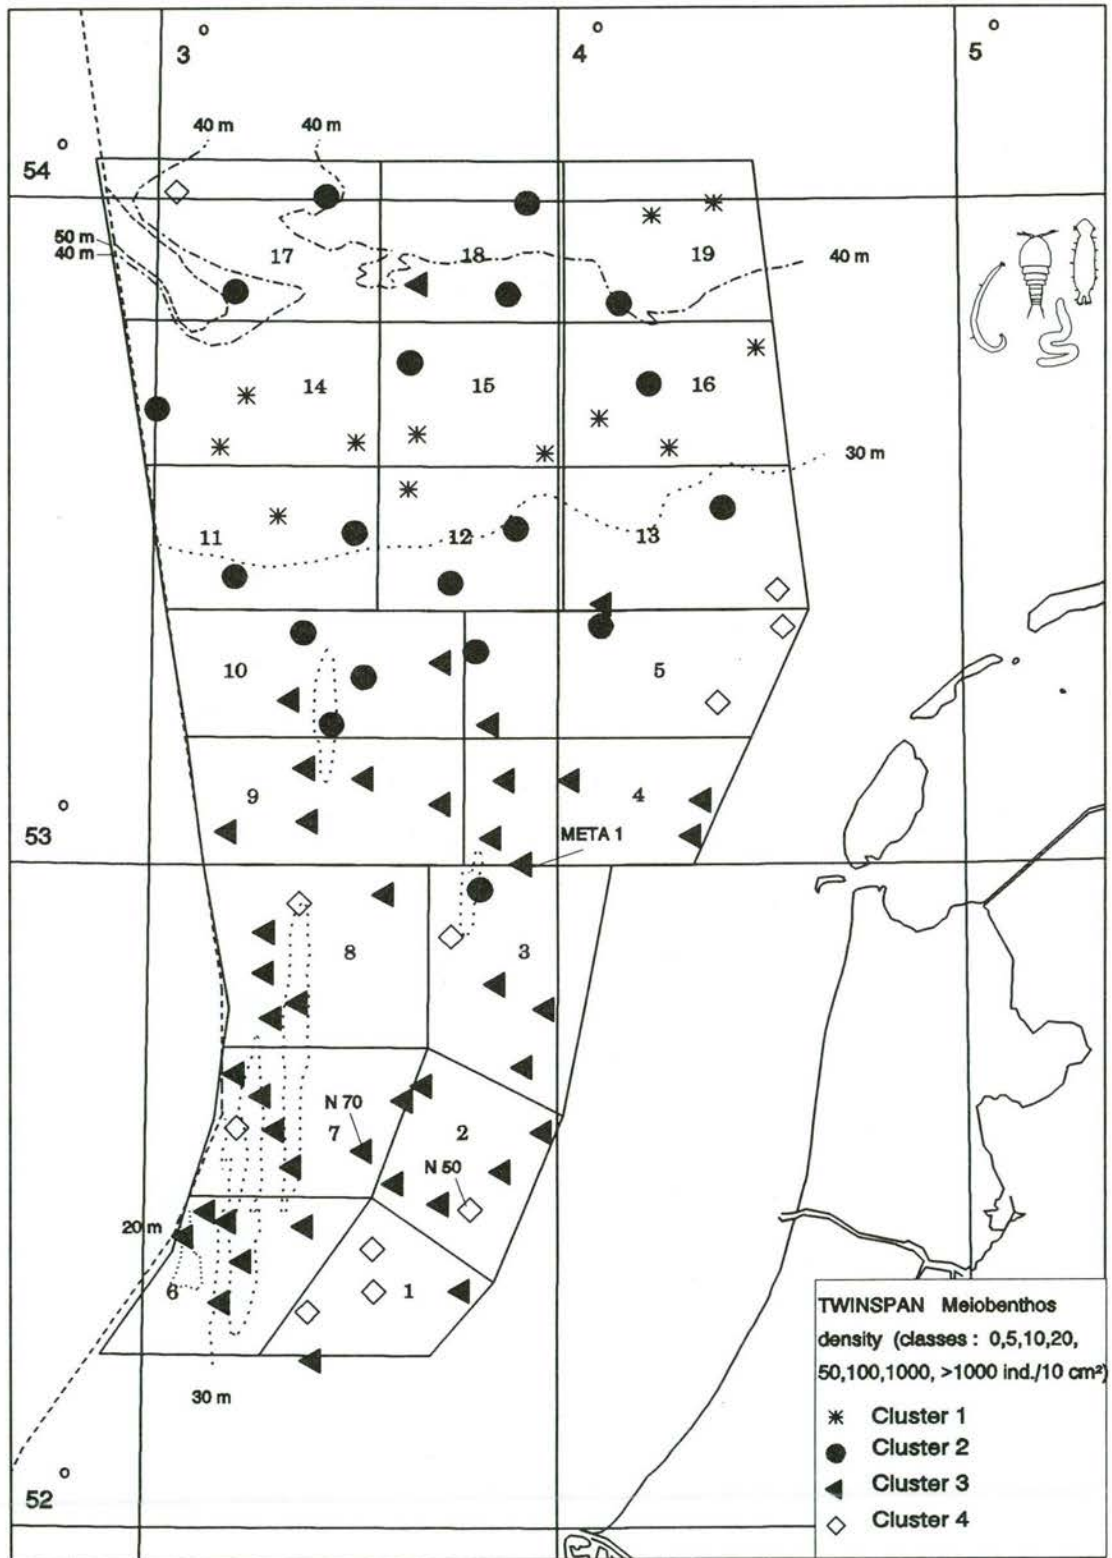 3°
4°
5°
40 m
40 m
54°
50 m
40 m
17
18
19
40 m
14
15
16
30 m
11
12
13
10
5
9
4
53°
META 1
8
3
N 70
7
2
N 50
20 m
6
1
30 m
52°
TWINSPAN Meiobenthos
density (classes : 0,5,10,20,
50,100,1000, >1000 ind./10 cm²)
Cluster 1
Cluster 2
Cluster 3
Cluster 4